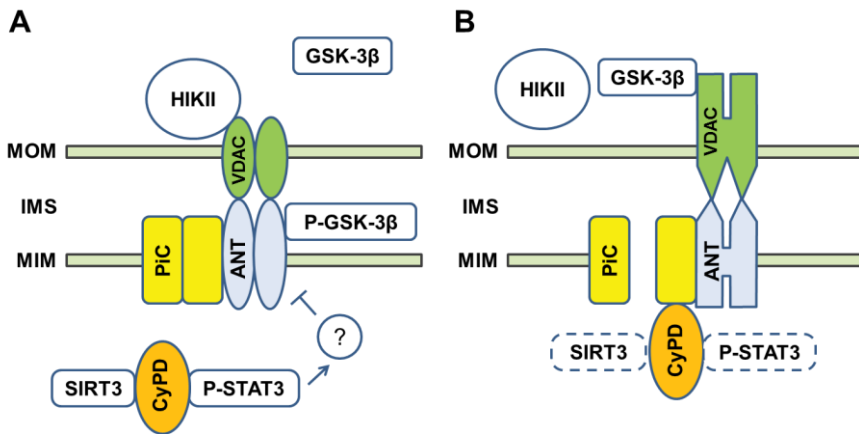 A
GSK-3β
HIKII
VDAC
MOM
IMS
P-GSK-3β
PiC
ANT
MIM
?
SIRT3
CyPD
P-STAT3
B
HIKII
GSK-3β
VDAC
MOM
IMS
PiC
ANT
MIM
SIRT3
CyPD
P-STAT3